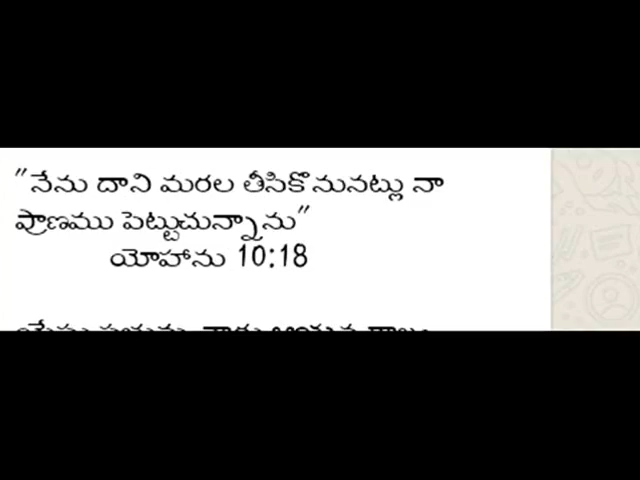 "నేను దాని మరల తీసికొనునట్లు నా
ప్రాణము పెట్టుచున్నాను"
యోహాను 10:18